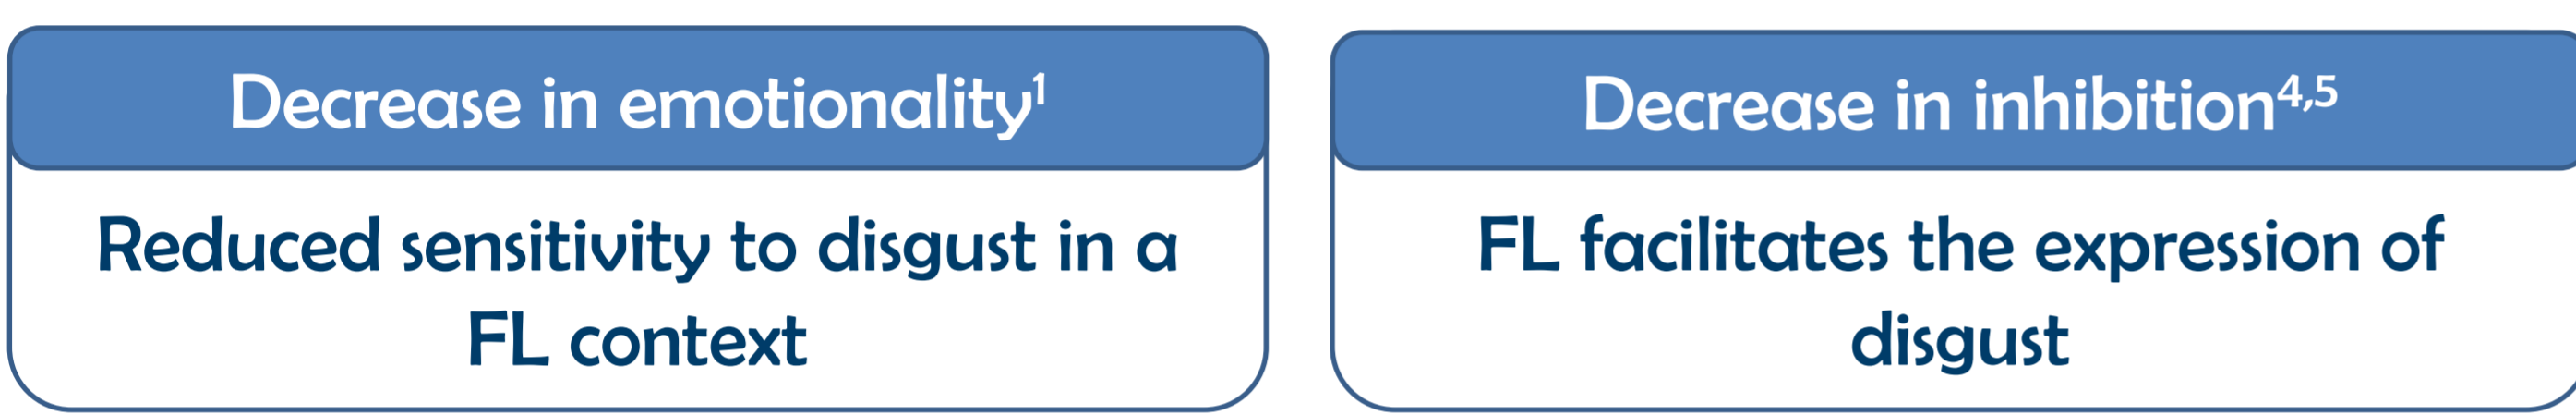 Decrease in emotionality¹
Reduced sensitivity to disgust in a
FL context
Decrease in inhibition⁴,⁵
FL facilitates the expression of
disgust